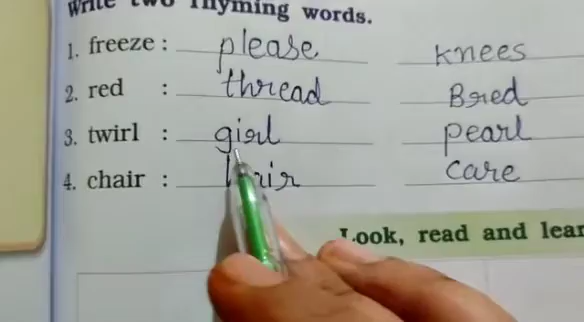 Write two rhyming words.
1. freeze : please knees
2. red : thread Bred
3. twirl : girl pearl
4. chair : hair care
Look, read and lear